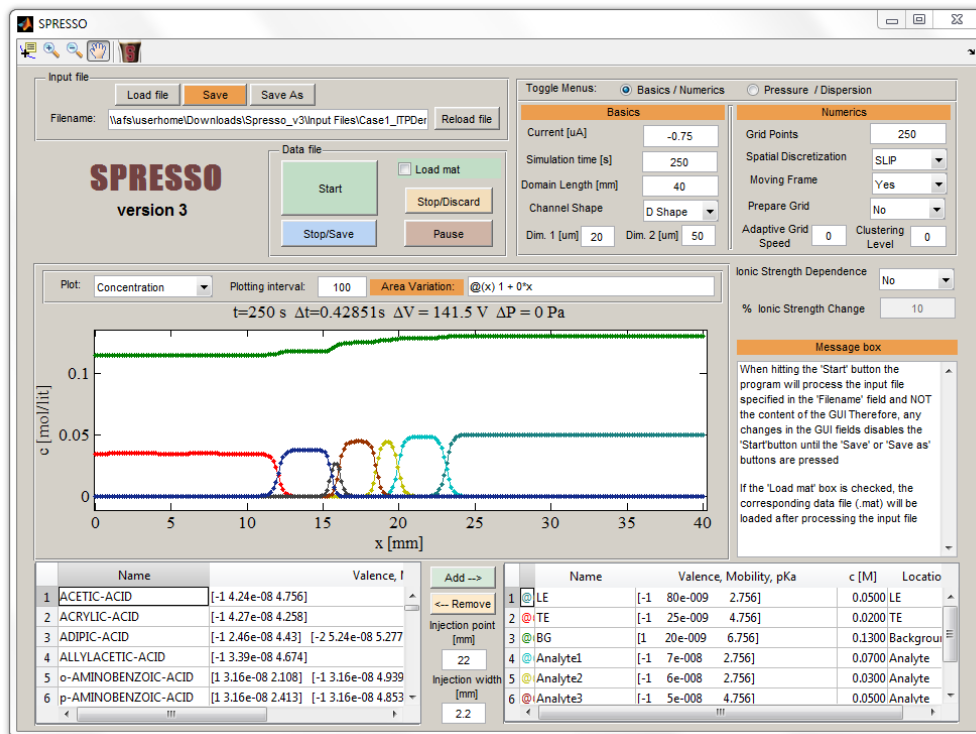 SPRESSO
Input file
Load file Save Save As
Filename: \\afs\userhome\Downloads\Spresso_v3\Input Files\Case1_ITPDer Reload file
SPRESSO
version 3
Data file
Start
Load mat
Stop/Discard
Stop/Save
Pause
Toggle Menus: Basics / Numerics Pressure / Dispersion
Basics
Current [uA] -0.75
Simulation time [s] 250
Domain Length [mm] 40
Channel Shape D Shape
Dim. 1 [um] 20 Dim. 2 [um] 50
Numerics
Grid Points 250
Spatial Discretization SLIP
Moving Frame Yes
Prepare Grid No
Adaptive Grid Speed 0 Clustering Level 0
Ionic Strength Dependence No
% Ionic Strength Change 10
Plot: Concentration Plotting interval: 100 Area Variation: @(x) 1 + 0*x
t=250 s Δt=0.42851s ΔV = 141.5 V ΔP = 0 Pa
c [mol/lit]
0.1
0.05
0
0 5 10 15 20 25 30 35 40
x [mm]
Message box
When hitting the 'Start' button the
program will process the input file
specified in the 'Filename' field and NOT
the content of the GUI Therefore, any
changes in the GUI fields disables the
'Start'button until the 'Save' or 'Save as'
buttons are pressed
If the 'Load mat' box is checked, the
corresponding data file (.mat) will be
loaded after processing the input file
Name Valence,
1 ACETIC-ACID [-1 4.24e-08 4.756]
2 ACRYLIC-ACID [-1 4.27e-08 4.258]
3 ADIPIC-ACID [-1 2.46e-08 4.43] [-2 5.24e-08 5.277
4 ALLYLACETIC-ACID [-1 3.39e-08 4.674]
5 o-AMINOBENZOIC-ACID [1 3.16e-08 2.108] [-1 3.16e-08 4.939
6 p-AMINOBENZOIC-ACID [1 3.16e-08 2.413] [-1 3.16e-08 4.853
Add -->
<-- Remove
Injection point
[mm]
22
Injection width
[mm]
2.2
Name Valence, Mobility, pKa c [M] Locatio
1 @ LE [-1 80e-009 2.756] 0.0500 LE
2 @ TE [-1 25e-009 4.756] 0.0200 TE
3 @ BG [1 20e-009 6.756] 0.1300 Backgrou
4 @ Analyte1 [-1 7e-008 2.756] 0.0700 Analyte
5 @ Analyte2 [-1 6e-008 2.756] 0.0300 Analyte
6 @ Analyte3 [-1 5e-008 4.756] 0.0500 Analyte